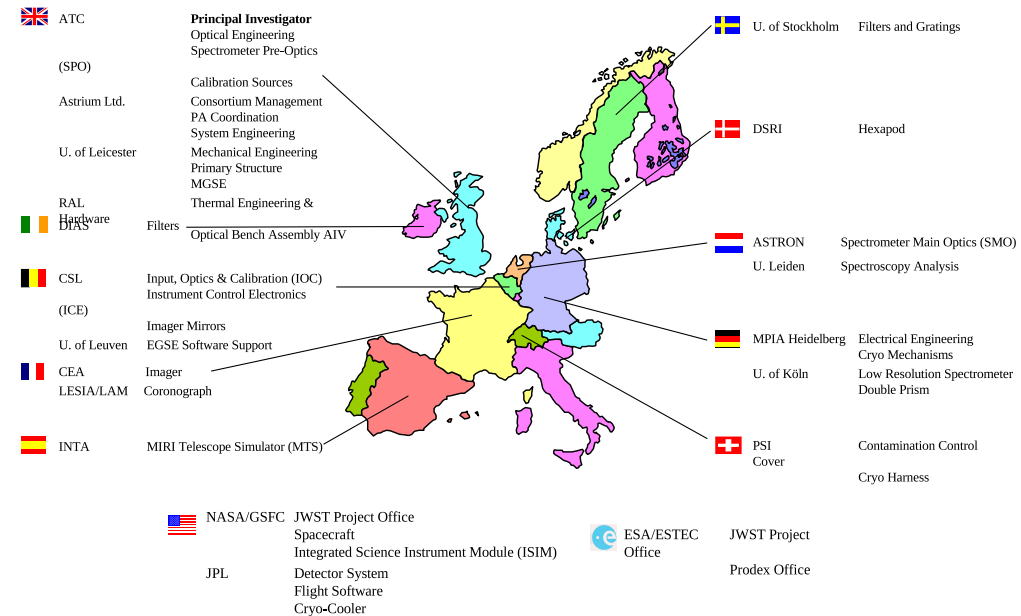 ATC Principal Investigator
Optical Engineering
Spectrometer Pre-Optics
(SPO)
Calibration Sources
Astrium Ltd. Consortium Management
PA Coordination
System Engineering
U. of Leicester Mechanical Engineering
Primary Structure
MGSE
RAL Thermal Engineering &
Hardware
DIAS Filters
Optical Bench Assembly AIV
CSL Input, Optics & Calibration (IOC)
Instrument Control Electronics
(ICE)
Imager Mirrors
U. of Leuven EGSE Software Support
CEA Imager
LESIA/LAM Coronograph
INTA MIRI Telescope Simulator (MTS)
U. of Stockholm Filters and Gratings
DSRI Hexapod
ASTRON Spectrometer Main Optics (SMO)
U. Leiden Spectroscopy Analysis
MPIA Heidelberg Electrical Engineering
Cryo Mechanisms
U. of Köln Low Resolution Spectrometer
Double Prism
PSI Contamination Control
Cover
Cryo Harness
NASA/GSFC JWST Project Office
Spacecraft
Integrated Science Instrument Module (ISIM)
JPL Detector System
Flight Software
Cryo-Cooler
ESA/ESTEC JWST Project
Office
Prodex Office